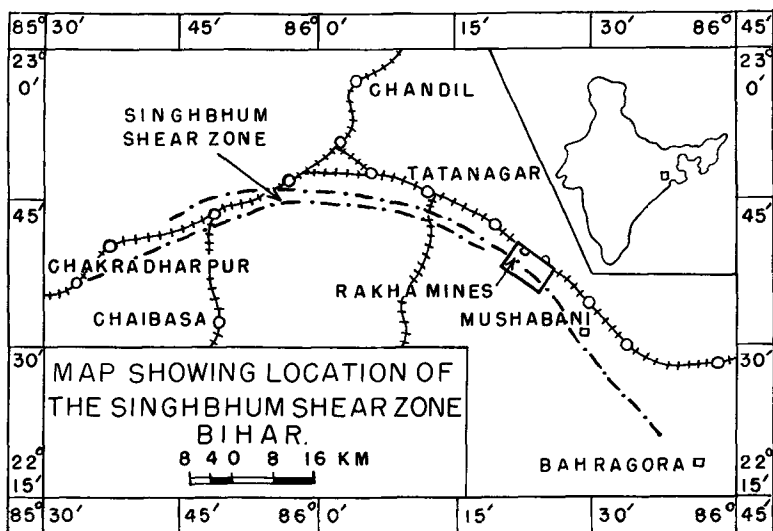 85° 30′ 45′ 86° 0′ 15′ 30′ 86° 45′
23° 0′
23° 0′
CHANDIL
SINGHBHUM
SHEAR ZONE
TATANAGAR
45′
45′
CHAKRADHARPUR
RAKHA MINES
CHAIBASA
MUSHABANI
30′
30′
MAP SHOWING LOCATION OF
THE SINGHBHUM SHEAR ZONE
BIHAR.
8 4 0 8 16 KM
BAHRAGORA
22° 15′
22° 15′
85° 30′ 45′ 86° 0′ 15′ 30′ 86° 45′